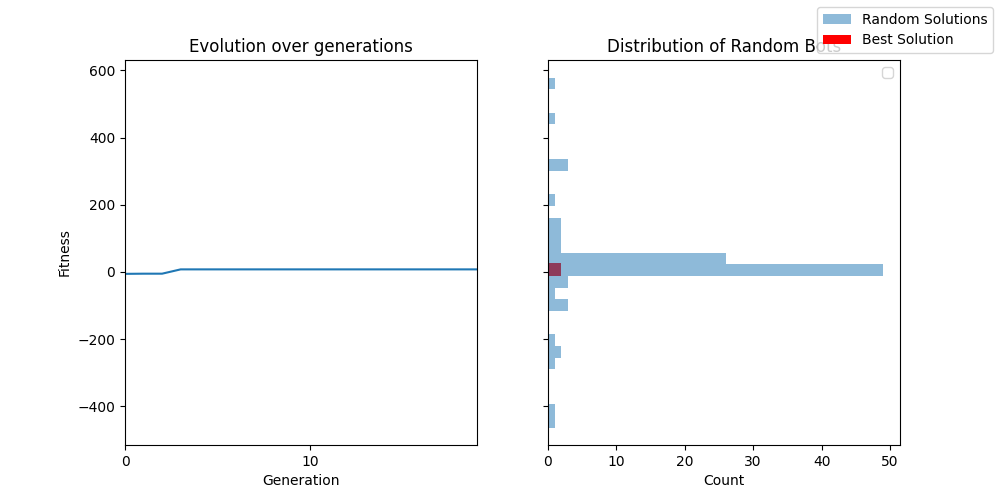 Random Solutions
Best Solution
Evolution over generations
Distribution of Random Bots
600
400
200
0
−200
−400
Fitness
0
10
Generation
0
10
20
30
40
50
Count